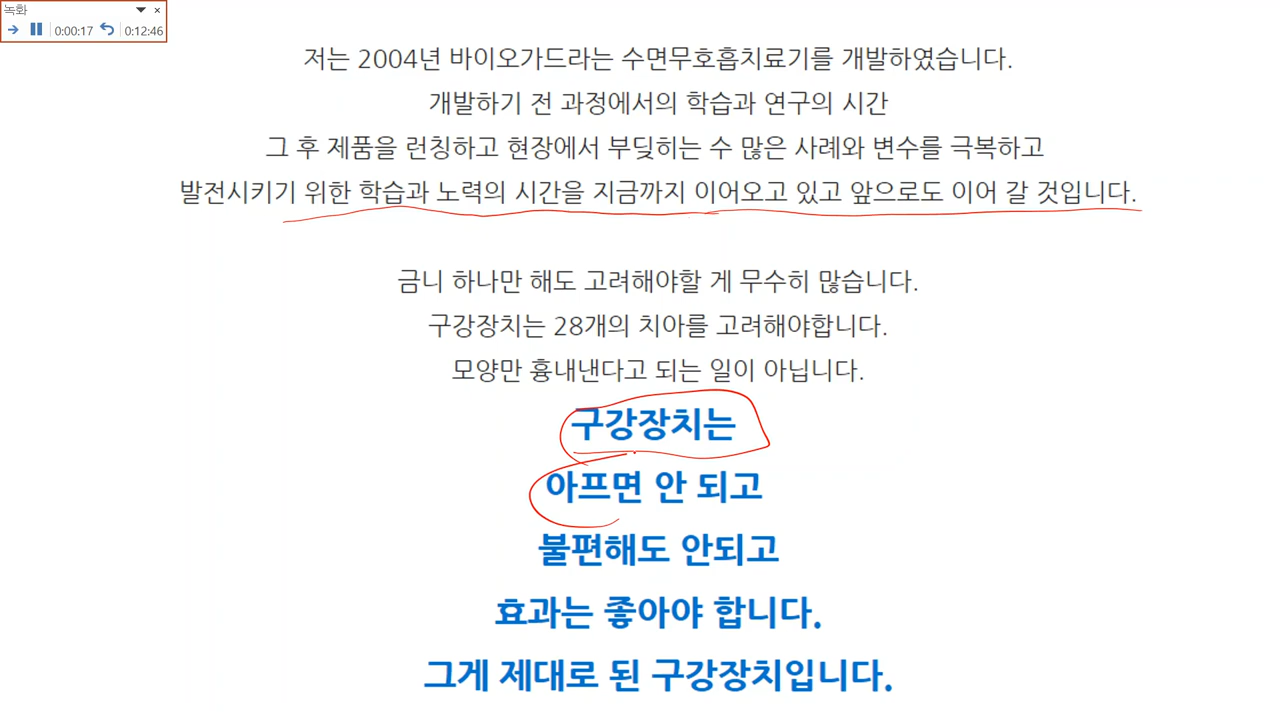 녹화
0:00:17 0:12:46
저는 2004년 바이오가드라는 수면무호흡치료기를 개발하였습니다.
개발하기 전 과정에서의 학습과 연구의 시간
그 후 제품을 런칭하고 현장에서 부딪히는 수 많은 사례와 변수를 극복하고
발전시키기 위한 학습과 노력의 시간을 지금까지 이어오고 있고 앞으로도 이어 갈 것입니다.
금니 하나만 해도 고려해야할 게 무수히 많습니다.
구강장치는 28개의 치아를 고려해야합니다.
모양만 흉내낸다고 되는 일이 아닙니다.
구강장치는
아프면 안 되고
불편해도 안되고
효과는 좋아야 합니다.
그게 제대로 된 구강장치입니다.